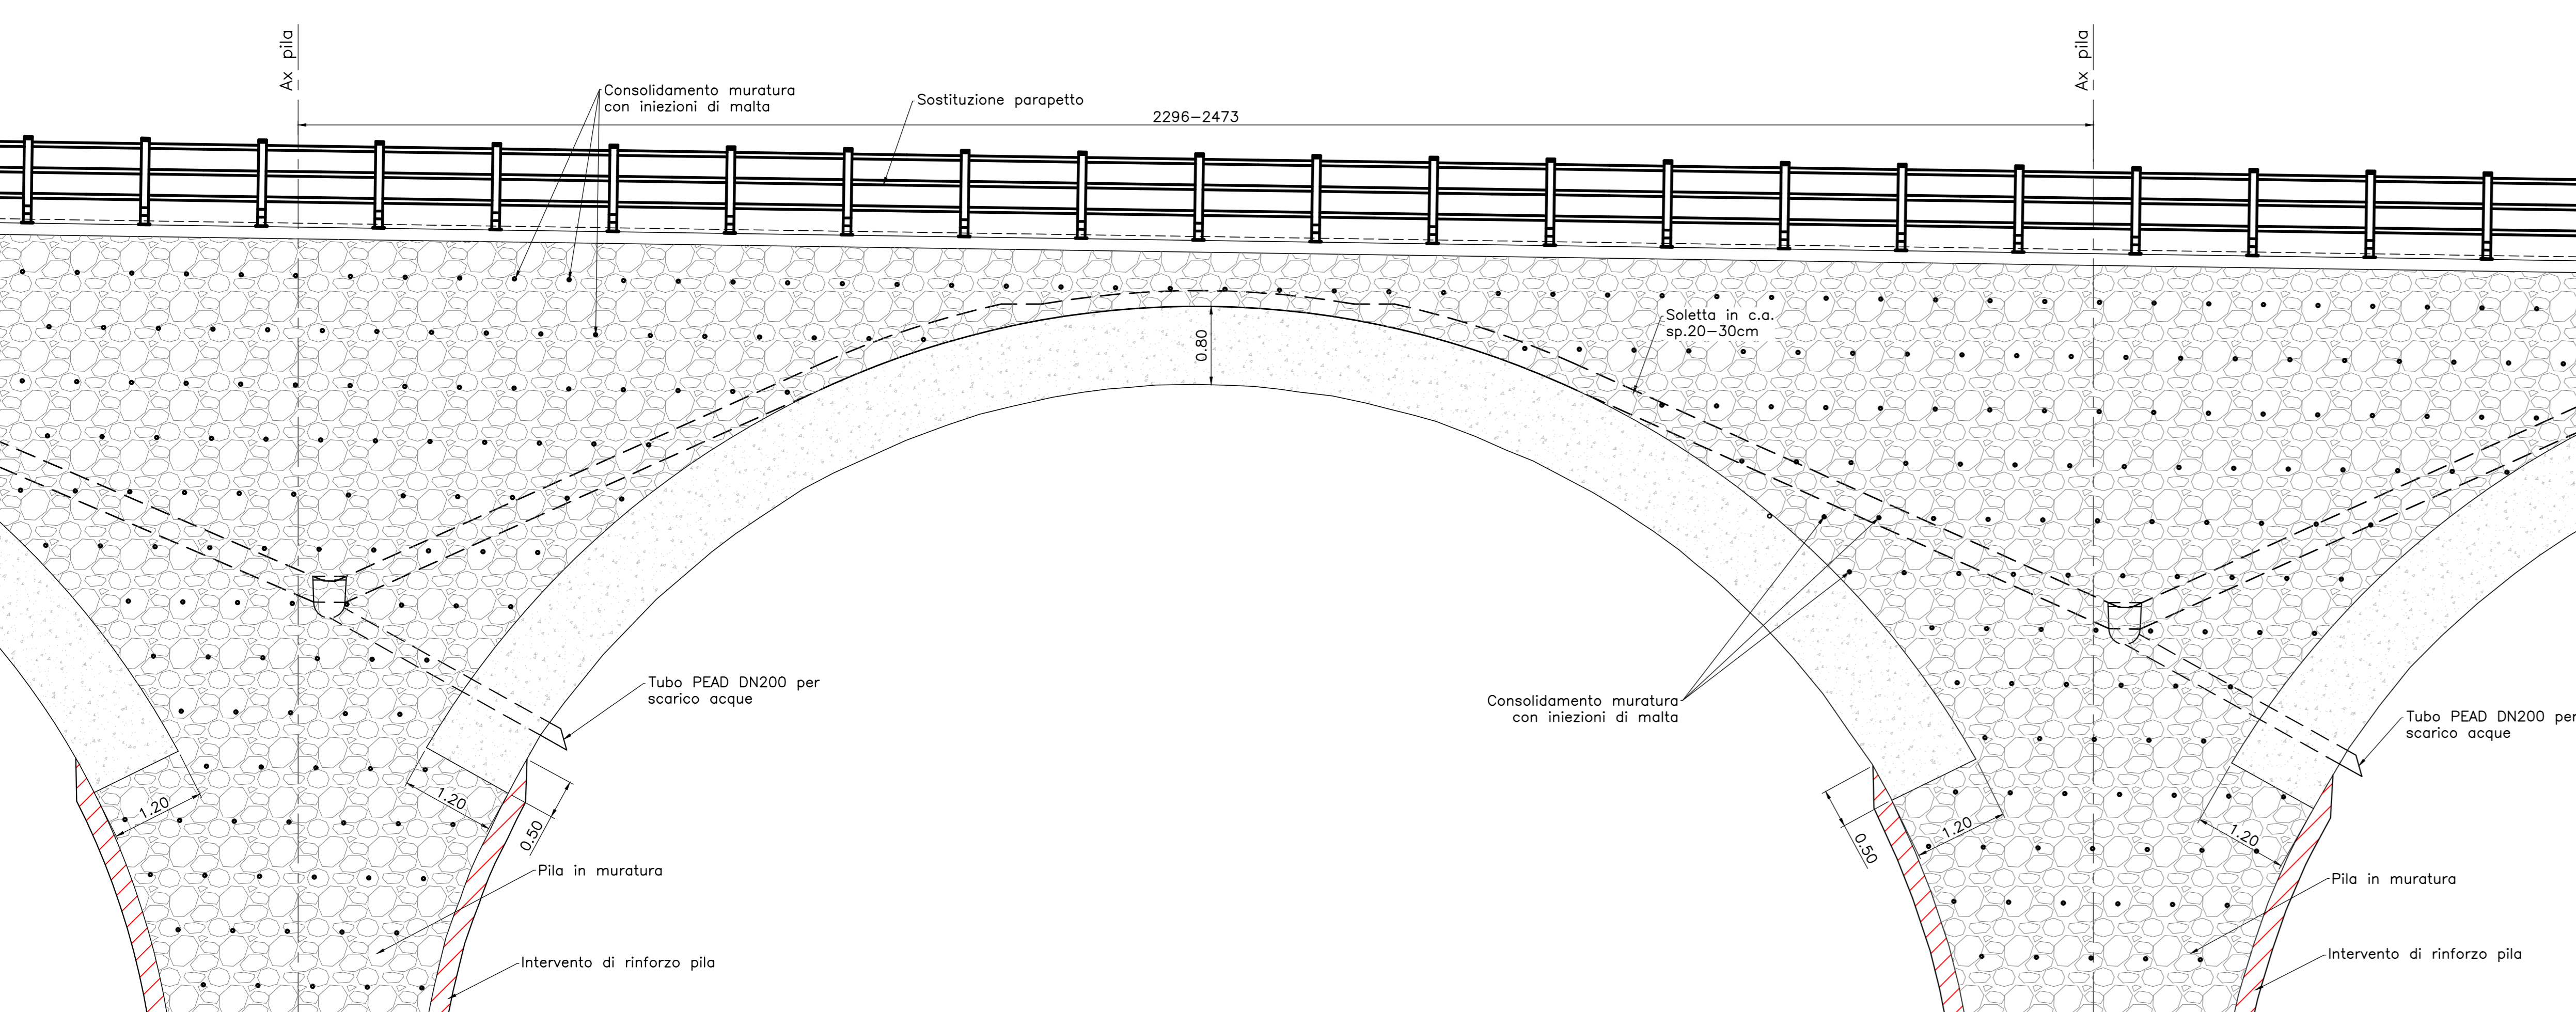 Ax pila
Ax pila
Consolidamento muratura
con iniezioni di malta
Sostituzione parapetto
2296-2473
Soletta in c.a.
sp.20-30cm
0.80
Tubo PEAD DN200 per
scarico acque
Consolidamento muratura
con iniezioni di malta
Tubo PEAD DN200 per
scarico acque
1.20
1.20
0.50
0.50
1.20
1.20
Pila in muratura
Pila in muratura
Intervento di rinforzo pila
Intervento di rinforzo pila